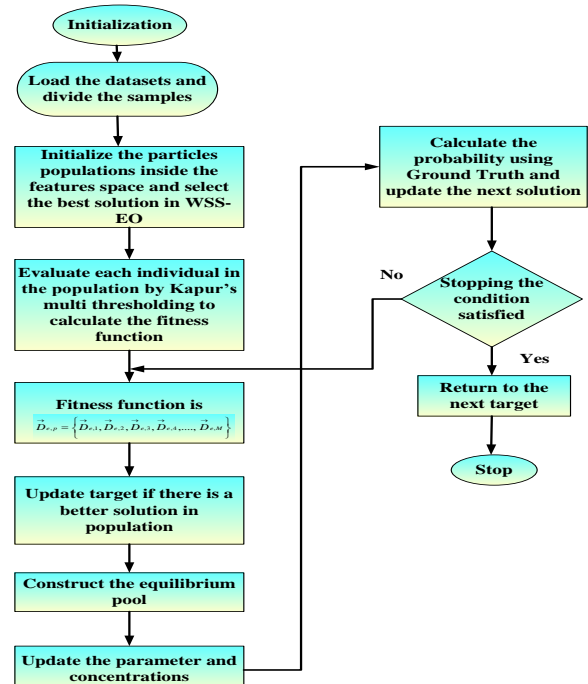 Initialization
Load the datasets and
divide the samples
Initialize the particles
populations inside the
features space and select
the best solution in WSS-
EO
Evaluate each individual in
the population by Kapur's
multi thresholding to
calculate the fitness
function
Fitness function is
D⃗e,p = {D⃗e,1, D⃗e,2, D⃗e,3, D⃗e,4,...., D⃗e,M}
Update target if there is a
better solution in
population
Construct the equilibrium
pool
Update the parameter and
concentrations
Calculate the
probability using
Ground Truth and
update the next solution
No
Stopping the
condition
satisfied
Yes
Return to the
next target
Stop